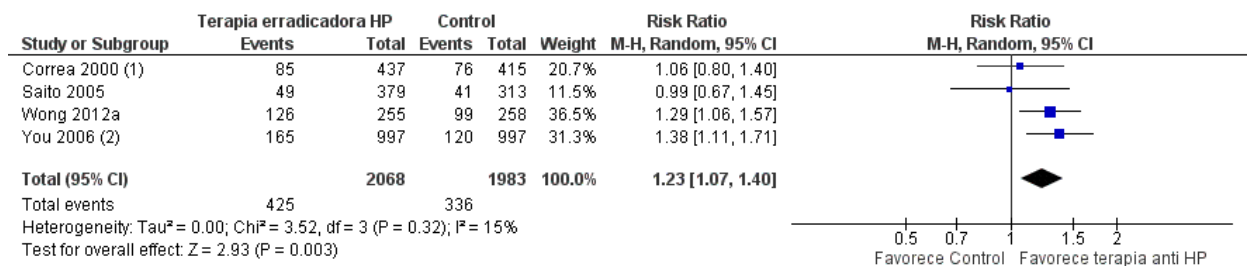 Terapia erradicadora HP Control Risk Ratio Risk Ratio
Study or Subgroup Events Total Events Total Weight M-H, Random, 95% CI M-H, Random, 95% CI
Correa 2000 (1) 85 437 76 415 20.7% 1.06 [0.80, 1.40]
Saito 2005 49 379 41 313 11.5% 0.99 [0.67, 1.45]
Wong 2012a 126 255 99 258 36.5% 1.29 [1.06, 1.57]
You 2006 (2) 165 997 120 997 31.3% 1.38 [1.11, 1.71]
Total (95% CI) 2068 1983 100.0% 1.23 [1.07, 1.40]
Total events 425 336
Heterogeneity: Tau² = 0.00; Chi² = 3.52, df = 3 (P = 0.32); I² = 15%
Test for overall effect: Z = 2.93 (P = 0.003)
0.5 0.7 1 1.5 2
Favorece Control Favorece terapia anti HP